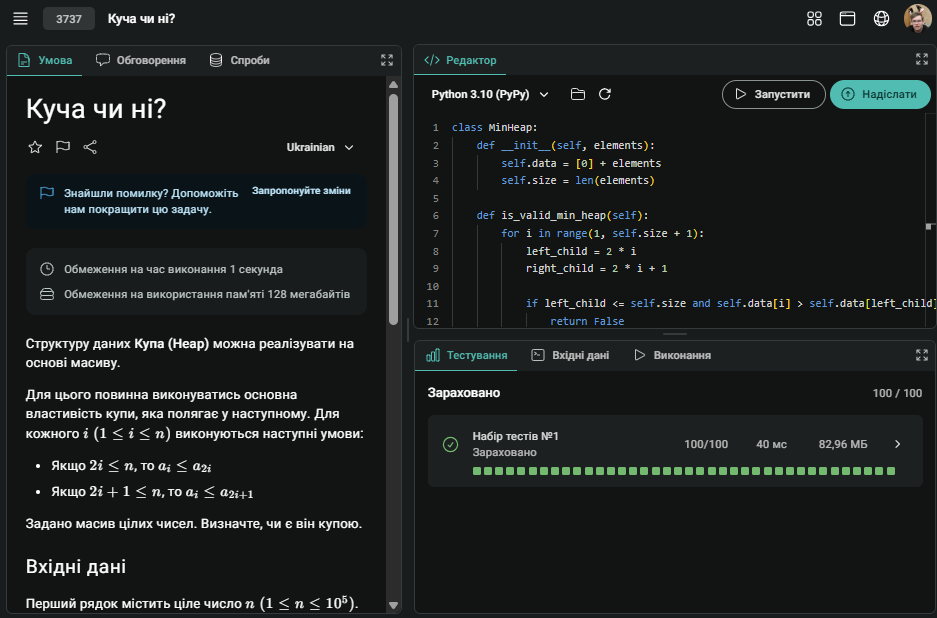 3737 Куча чи ні?
Умова Обговорення Спроби
Куча чи ні?
Ukrainian
Знайшли помилку? Допоможіть Запропонуйте зміни
нам покращити цю задачу.
Обмеження на час виконання 1 секунда
Обмеження на використання пам'яті 128 мегабайтів
Структуру даних Купа (Heap) можна реалізувати на
основі масиву.
Для цього повинна виконуватись основна
властивість купи, яка полягає у наступному. Для
кожного i (1 ≤ i ≤ n) виконуються наступні умови:
• Якщо 2i ≤ n, то a_i ≤ a_{2i}
• Якщо 2i + 1 ≤ n, то a_i ≤ a_{2i+1}
Задано масив цілих чисел. Визначте, чи є він купою.
Вхідні дані
Перший рядок містить ціле число n (1 ≤ n ≤ 10^5).
</> Редактор
Python 3.10 (PyPy) Запустити Надіслати
1 class MinHeap:
2 def __init__(self, elements):
3 self.data = [0] + elements
4 self.size = len(elements)
5
6 def is_valid_min_heap(self):
7 for i in range(1, self.size + 1):
8 left_child = 2 * i
9 right_child = 2 * i + 1
10
11 if left_child <= self.size and self.data[i] > self.data[left_child]
12 return False
Тестування Вхідні дані Виконання
Зараховано 100 / 100
Набір тестів №1 100/100 40 мс 82,96 МБ
Зараховано